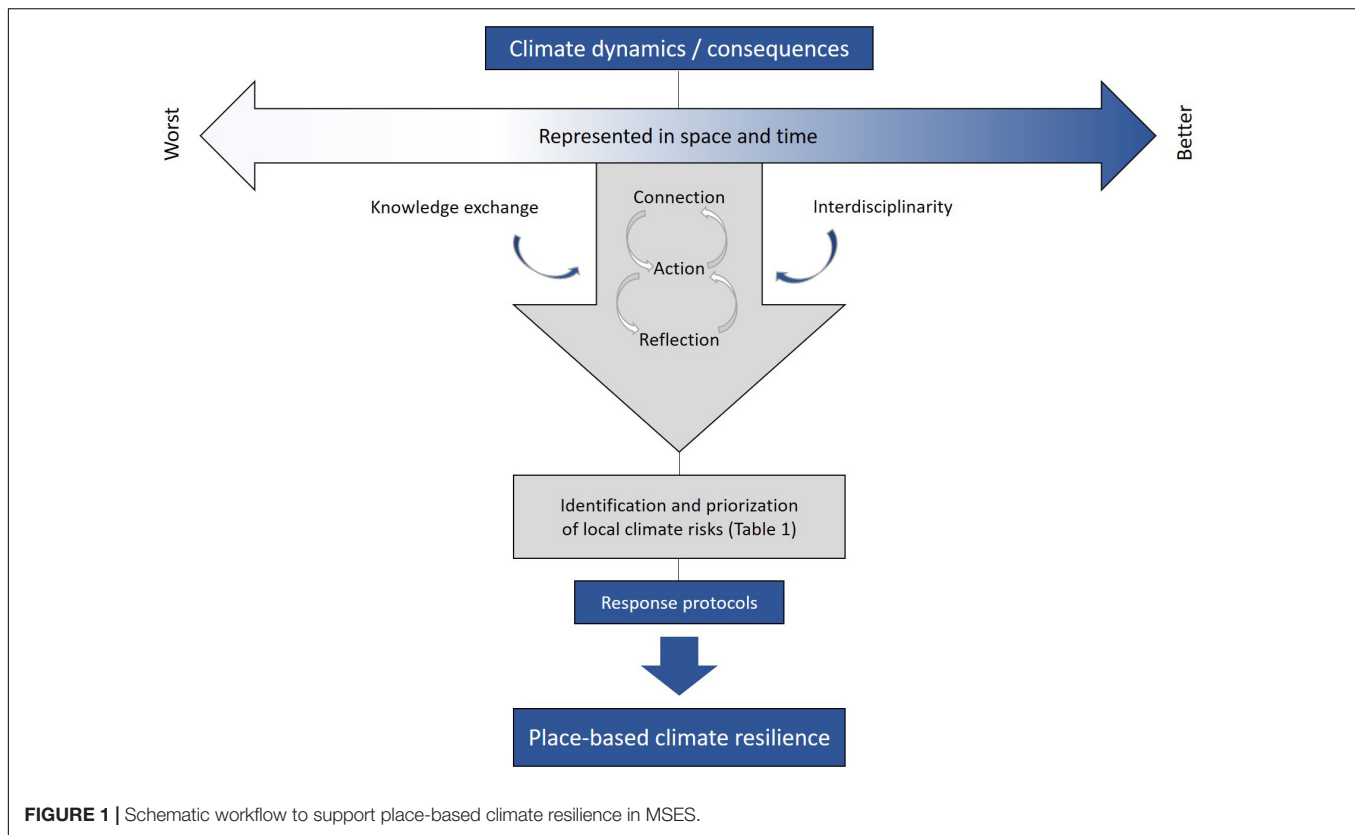 Climate dynamics / consequences
Worst
Represented in space and time
Better
Knowledge exchange
Connection
Interdisciplinarity
Action
Reflection
Identification and priorization
of local climate risks (Table 1)
Response protocols
Place-based climate resilience
FIGURE 1 | Schematic workflow to support place-based climate resilience in MSES.